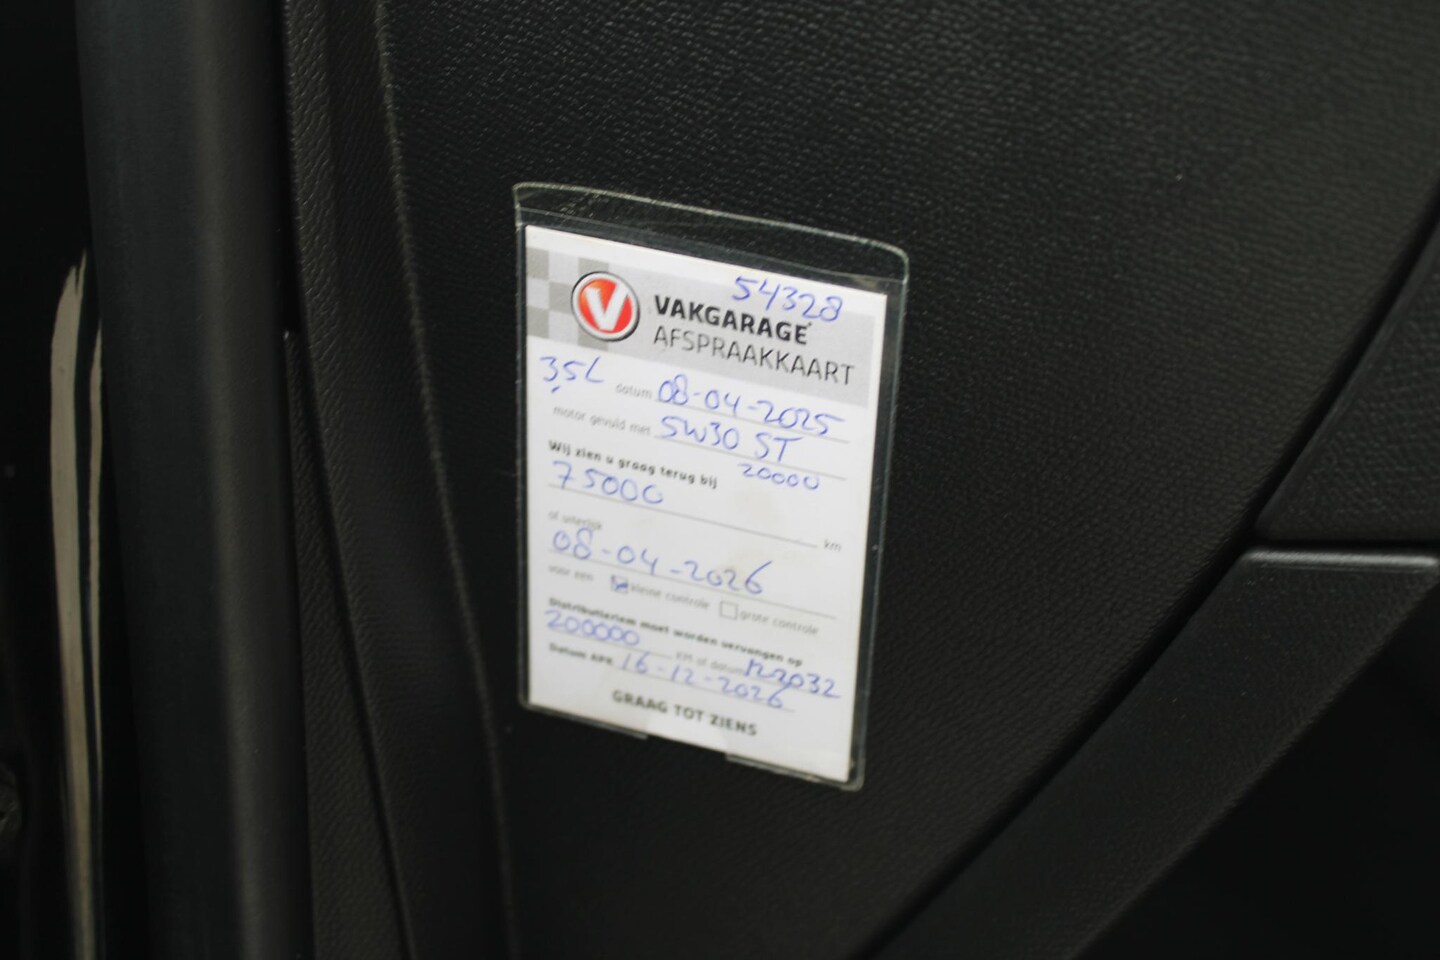 54328
V VAKGARAGE
AFSPRAAKKAART
3,5L datum 08-04-2025
motor gevuld met 5W30 ST
Wij zien u graag terug bij 20000
75000 km
of uiterlijk
08-04-2026
voor een kleine controle grote controle
Distributieriem moet worden vervangen op
200000 KM of datum 12-2032
Datum APK 16-12-2026
GRAAG TOT ZIENS